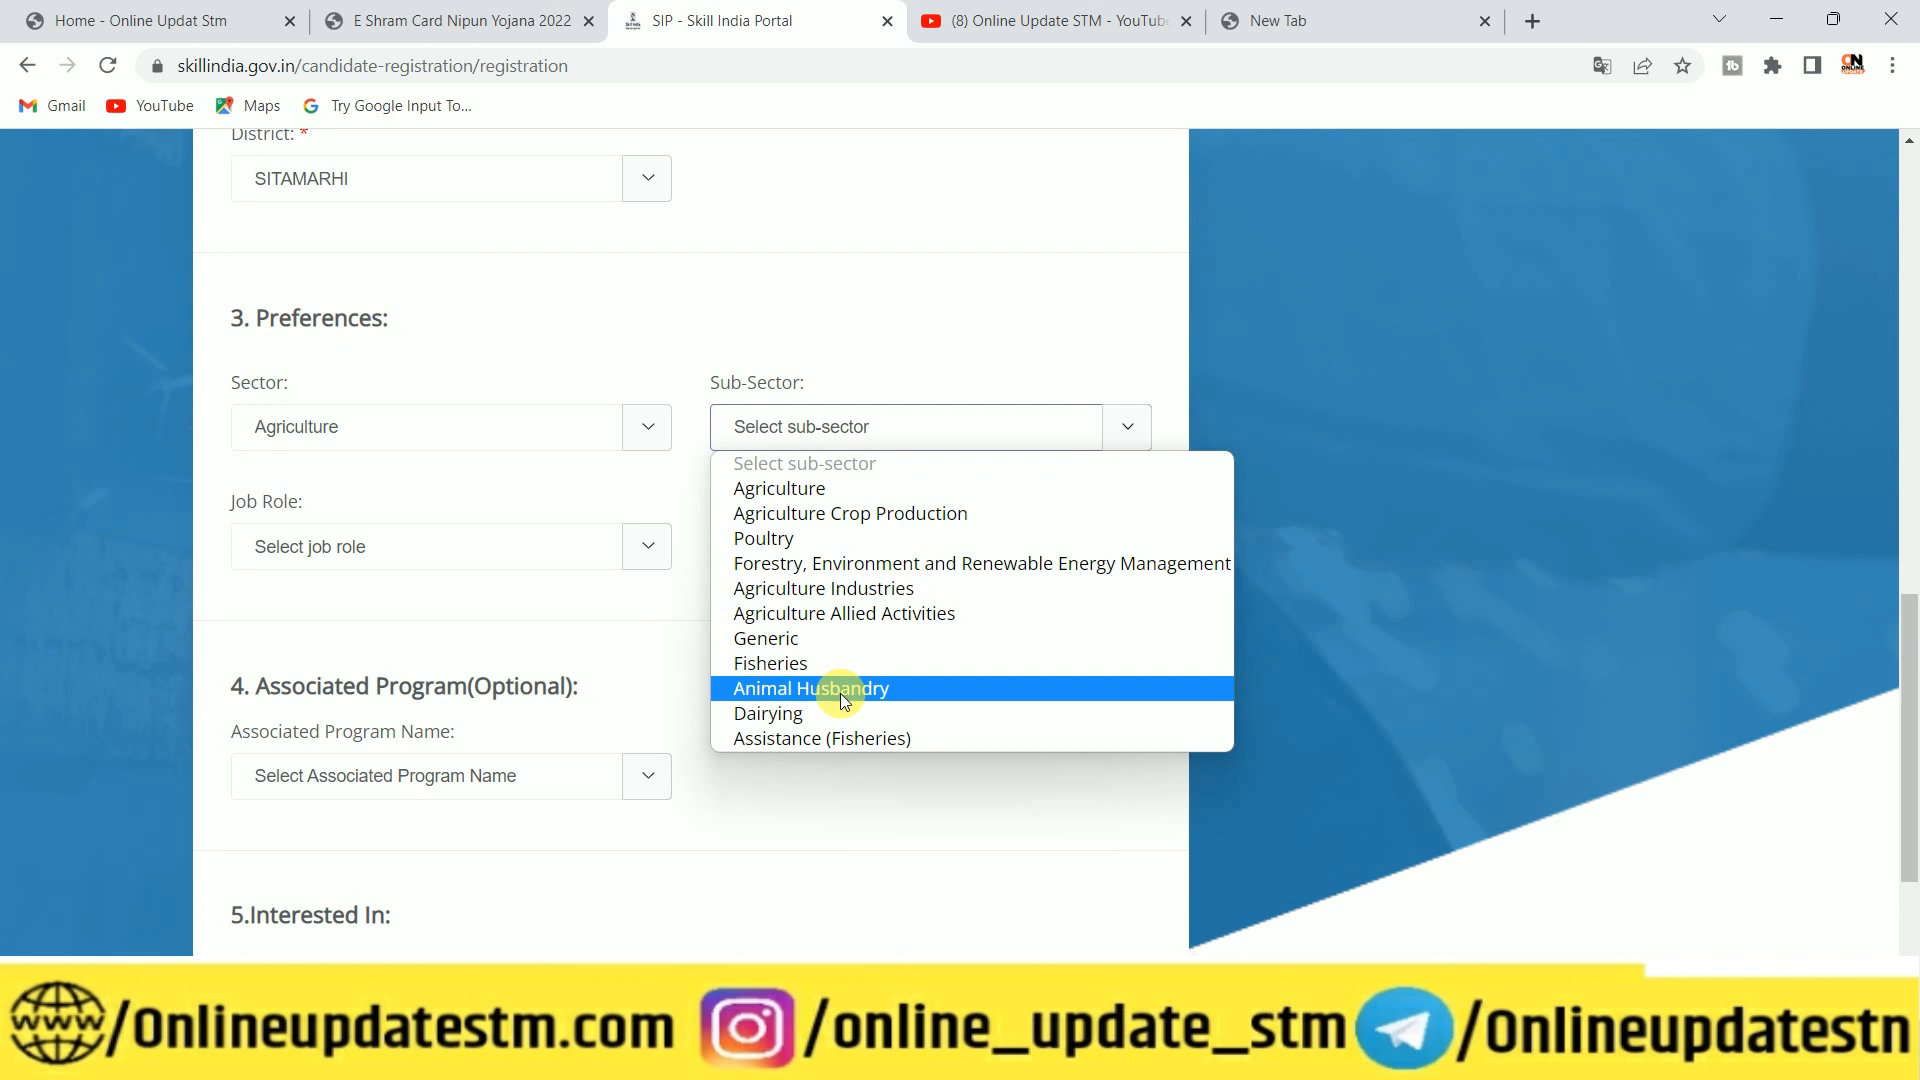 Home - Online Updat Stm
E Shram Card Nipun Yojana 2022
SIP - Skill India Portal
(8) Online Update STM - YouTub
New Tab
skillindia.gov.in/candidate-registration/registration
Gmail
YouTube
Maps
Try Google Input To...
District: *
SITAMARHI
3. Preferences:
Sector:
Sub-Sector:
Agriculture
Select sub-sector
Select sub-sector
Agriculture
Agriculture Crop Production
Poultry
Forestry, Environment and Renewable Energy Management
Agriculture Industries
Agriculture Allied Activities
Generic
Fisheries
Animal Husbandry
Dairying
Assistance (Fisheries)
Job Role:
Select job role
4. Associated Program(Optional):
Associated Program Name:
Select Associated Program Name
5.Interested In:
www /Onlineupdatestm.com
/online_update_stm
/Onlineupdatestn